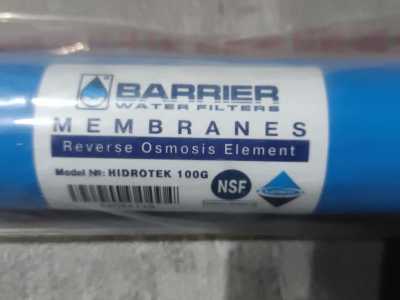 BARRIER
WATER FILTERS
MEMBRANES
Reverse Osmosis Element
Model №: HIDROTEK 100G
NSF